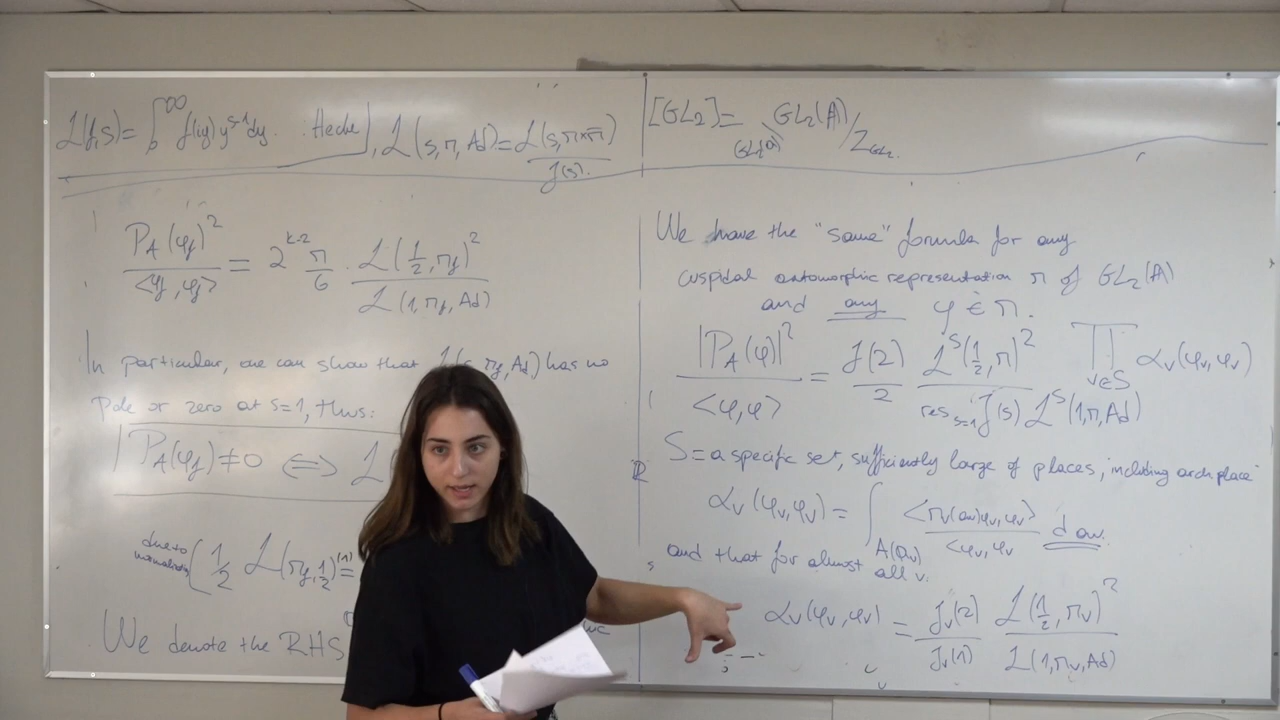 L(f,s) = ∫₀^∞ f(iy) y^{s-1} dy. : Hecke | , L(s, π, Ad) = L(s, π×π̃) / ζ(s).
P_A(φ_f)² / <φ_f, φ_f> = 2^{k-2} π/6 · L(1/2, π_f)² / L(1, π_f, Ad)
In particular, one can show that π_f, Ad) has no
Pole or zero at s=1, thus:
P_A(φ_f) ≠ 0 ⟺ L
due to
normalization ( 1/2 L(π_f, 1/2) =
We denote the RHS
[GL₂] = GL₂(Q)\GL₂(A)/Z_{GL₂}.
We have the "same" formula for any
cuspidal automorphic representation π of GL₂(A)
and any φ ∈ π.
|P_A(φ)|² / <φ,φ> = ζ(2)/2 L^S(1/2, π)² / res_{s=1} ζ(s) L^S(1, π, Ad) ∏_{v∈S} α_v(φ_v, φ_v)
S = a specific set, sufficiently large of places, including arch place
α_v(φ_v, φ_v) = ∫_{A(Q_v)} <π_v(a_v)φ_v, φ_v> / <φ_v, φ_v> d a_v.
and that for almost
all v.
α_v(φ_v, φ_v) = ζ_v(2)/ζ_v(1) L(1/2, π_v)² / L(1, π_v, Ad)